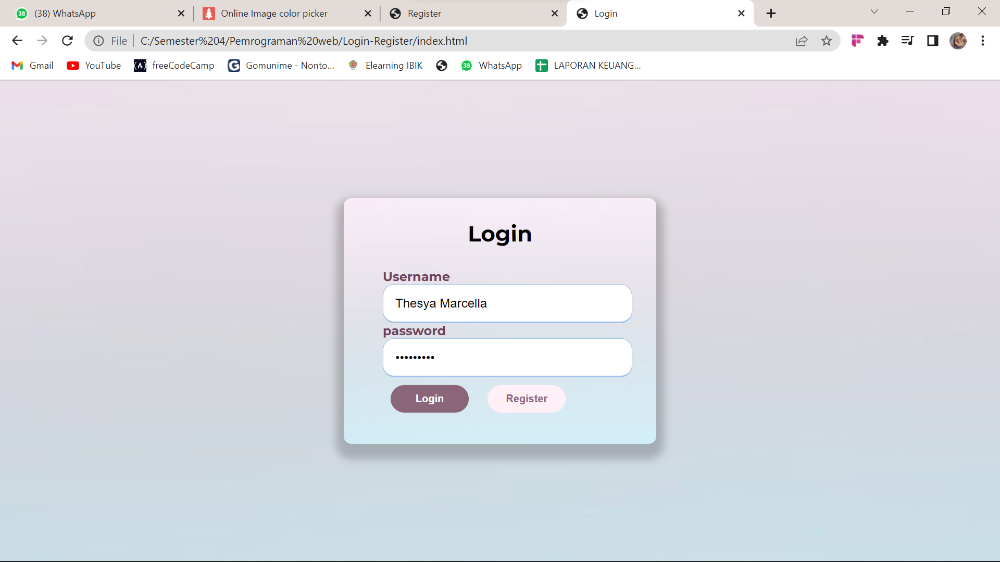 (38) WhatsApp
Online Image color picker
Register
Login
File
C:/Semester%204/Pemrograman%20web/Login-Register/index.html
Gmail
YouTube
freeCodeCamp
Gomunime - Nonto...
Elearning IBIK
38
WhatsApp
LAPORAN KEUANG...
Login
Username
Thesya Marcella
password
•••••••••
Login
Register